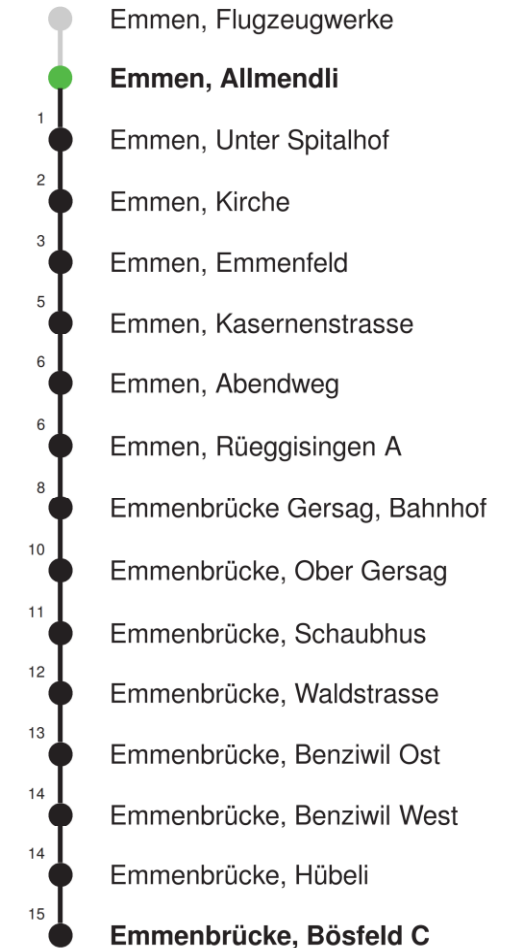 Emmen, Flugzeugwerke
Emmen, Allmendli
1 Emmen, Unter Spitalhof
2 Emmen, Kirche
3 Emmen, Emmenfeld
5 Emmen, Kasernenstrasse
6 Emmen, Abendweg
6 Emmen, Rüeggisingen A
8 Emmenbrücke Gersag, Bahnhof
10 Emmenbrücke, Ober Gersag
11 Emmenbrücke, Schaubhus
12 Emmenbrücke, Waldstrasse
13 Emmenbrücke, Benziwil Ost
14 Emmenbrücke, Benziwil West
14 Emmenbrücke, Hübeli
15 Emmenbrücke, Bösfeld C